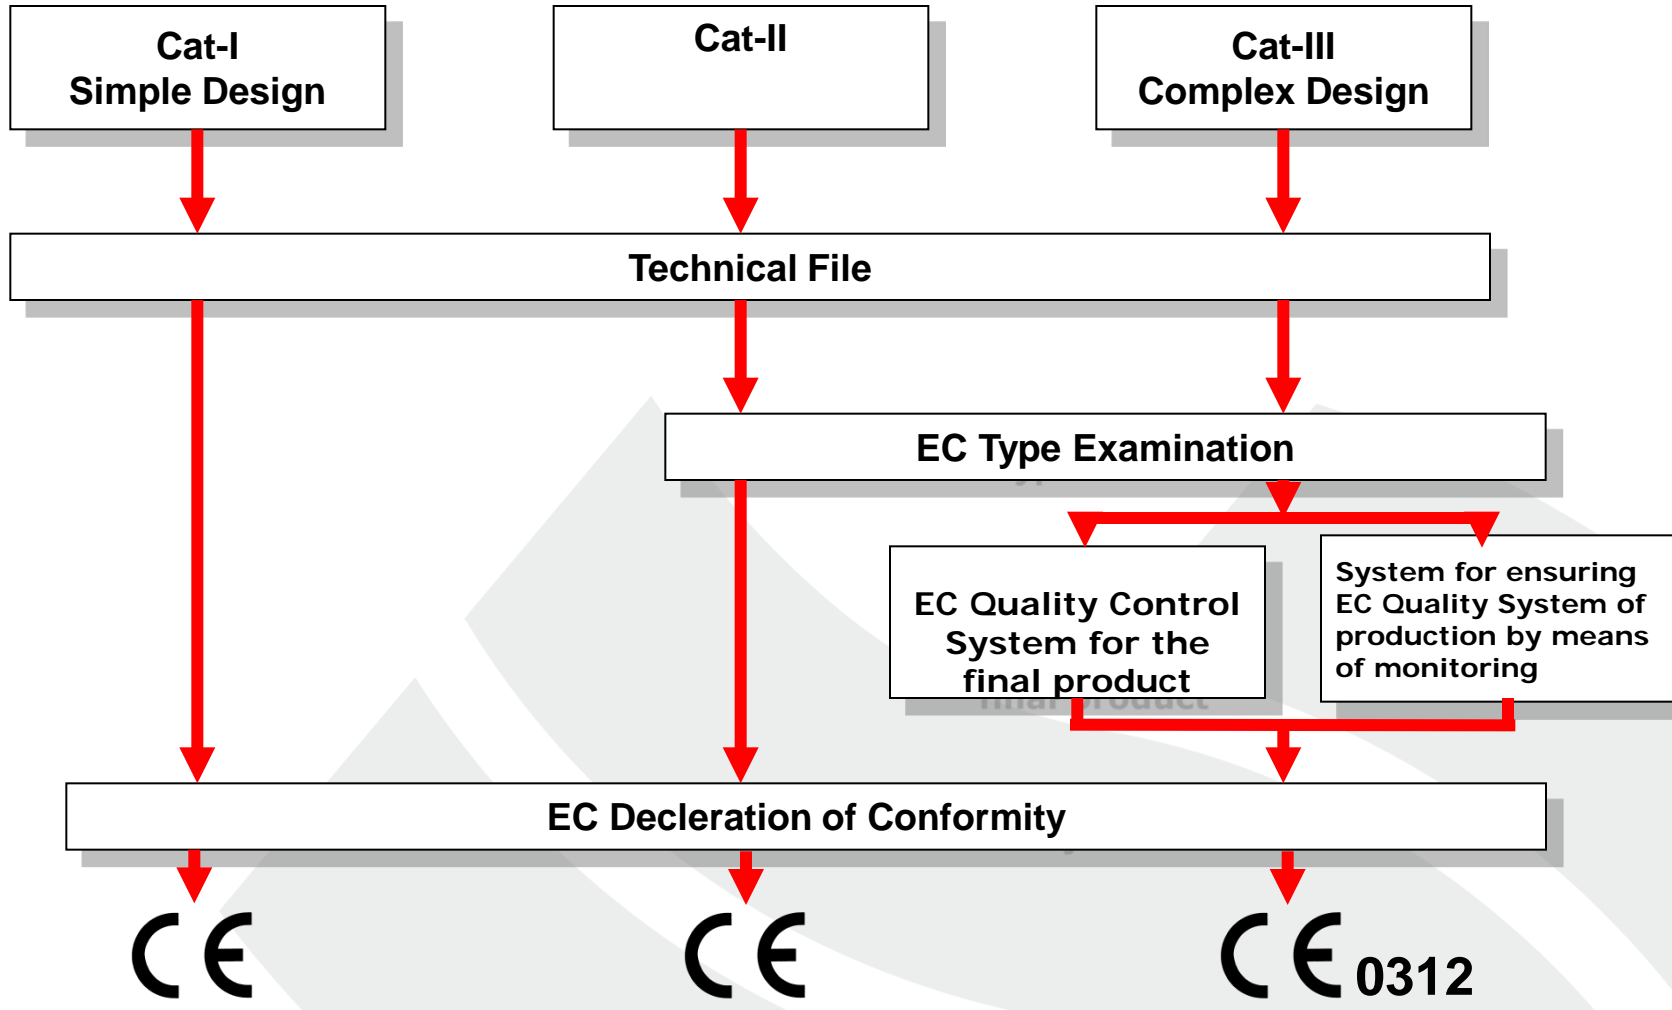 Cat-I
Simple Design
Cat-II
Cat-III
Complex Design
Technical File
EC Type Examination
EC Quality Control
System for the
final product
System for ensuring
EC Quality System of
production by means
of monitoring
EC Decleration of Conformity
CE
CE
CE 0312